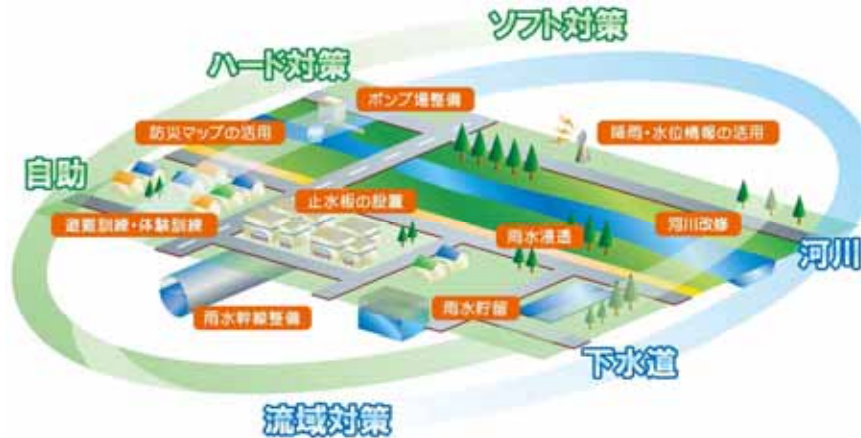 ソフト対策
ハード対策
ポンプ場整備
防災マップの活用
降雨・水位情報の活用
自助
止水板の設置
避難訓練・体験訓練
雨水浸透
河川改修
河川
雨水貯留
雨水幹線整備
下水道
流域対策